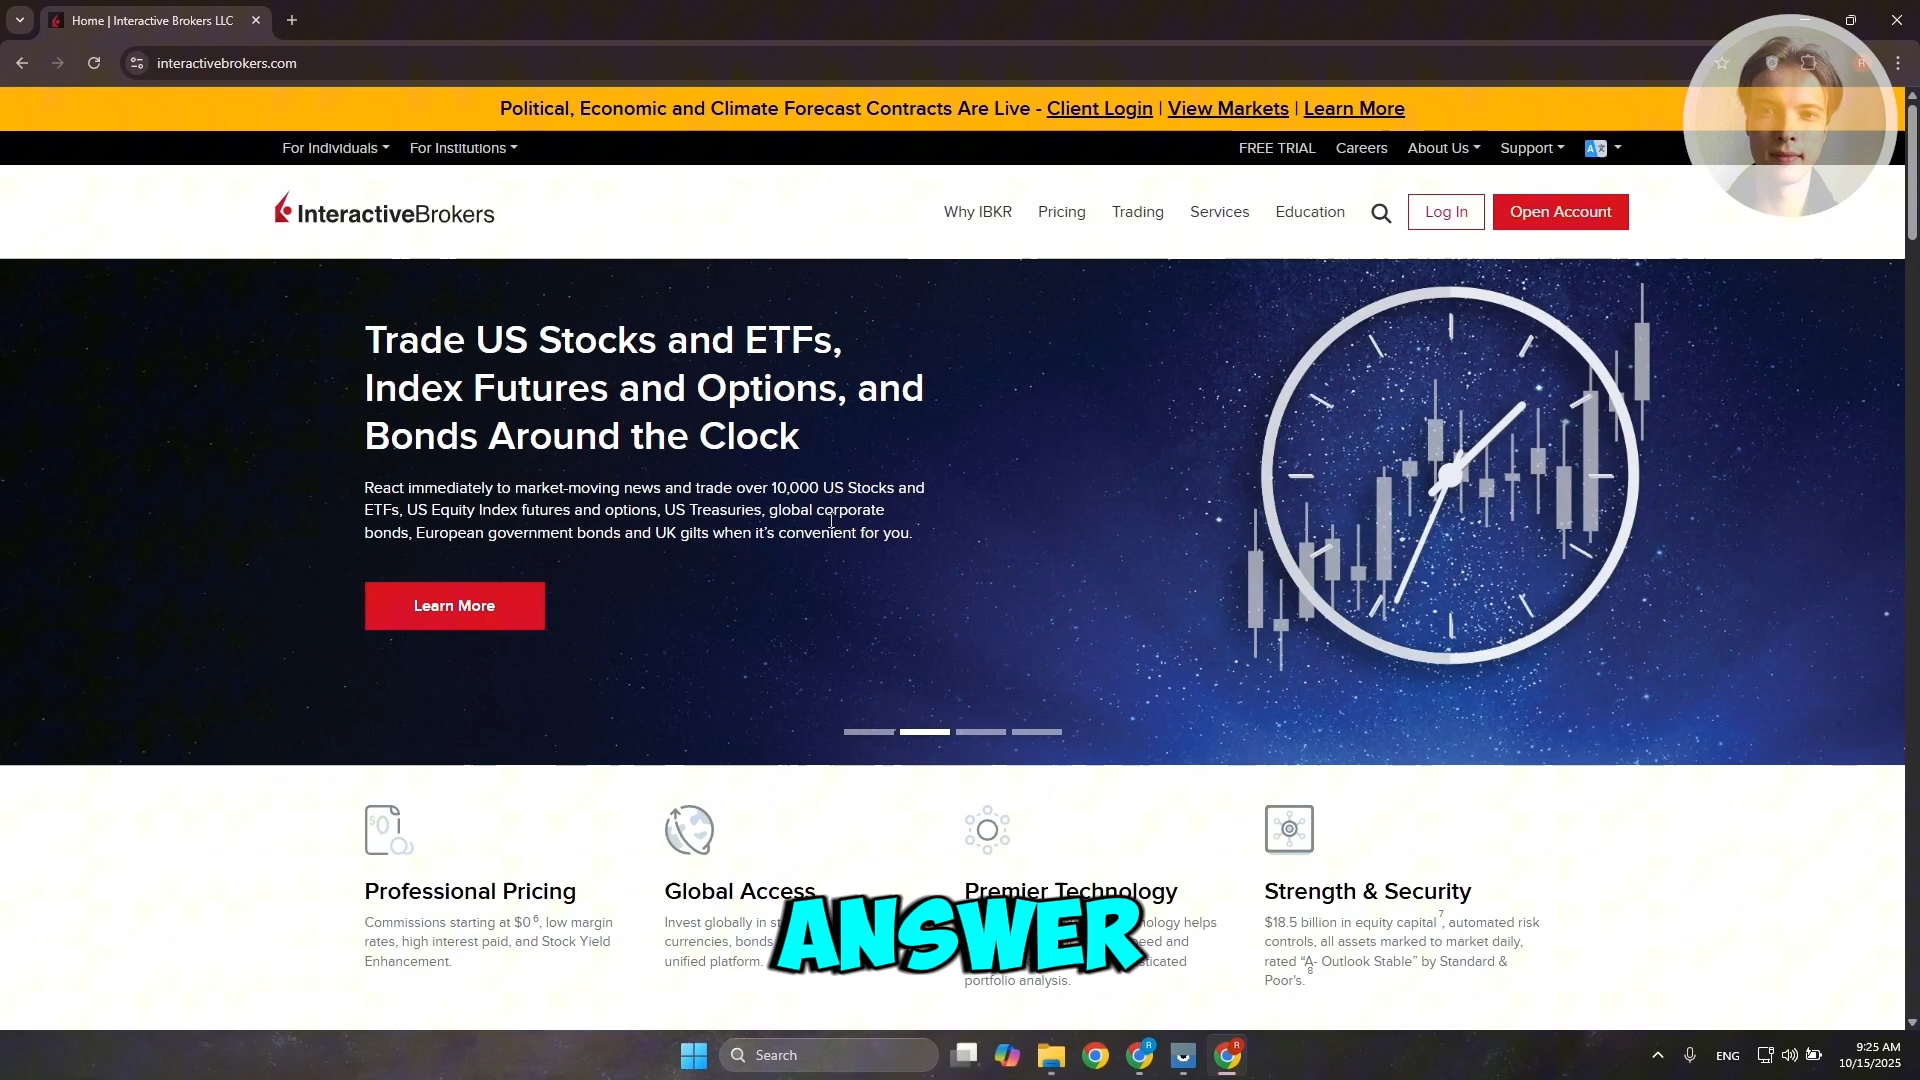 Home | Interactive Brokers LLC
interactivebrokers.com
R
Political, Economic and Climate Forecast Contracts Are Live - Client Login | View Markets | Learn More
For Individuals For Institutions FREE TRIAL Careers About Us Support
InteractiveBrokers Why IBKR Pricing Trading Services Education Log In Open Account
Trade US Stocks and ETFs,
Index Futures and Options, and
Bonds Around the Clock
React immediately to market-moving news and trade over 10,000 US Stocks and
ETFs, US Equity Index futures and options, US Treasuries, global corporate
bonds, European government bonds and UK gilts when it's convenient for you.
Learn More
Professional Pricing
Commissions starting at $0 6, low margin
rates, high interest paid, and Stock Yield
Enhancement.
Global Access
Invest globally in st
currencies, bonds
unified platform.
Premier Technology
nology helps
eed and
sticated
portfolio analysis.
Strength & Security
$18.5 billion in equity capital 7, automated risk
controls, all assets marked to market daily,
rated "A- Outlook Stable" by Standard &
Poor's. 8
ANSWER
Search
ENG
9:25 AM
10/15/2025